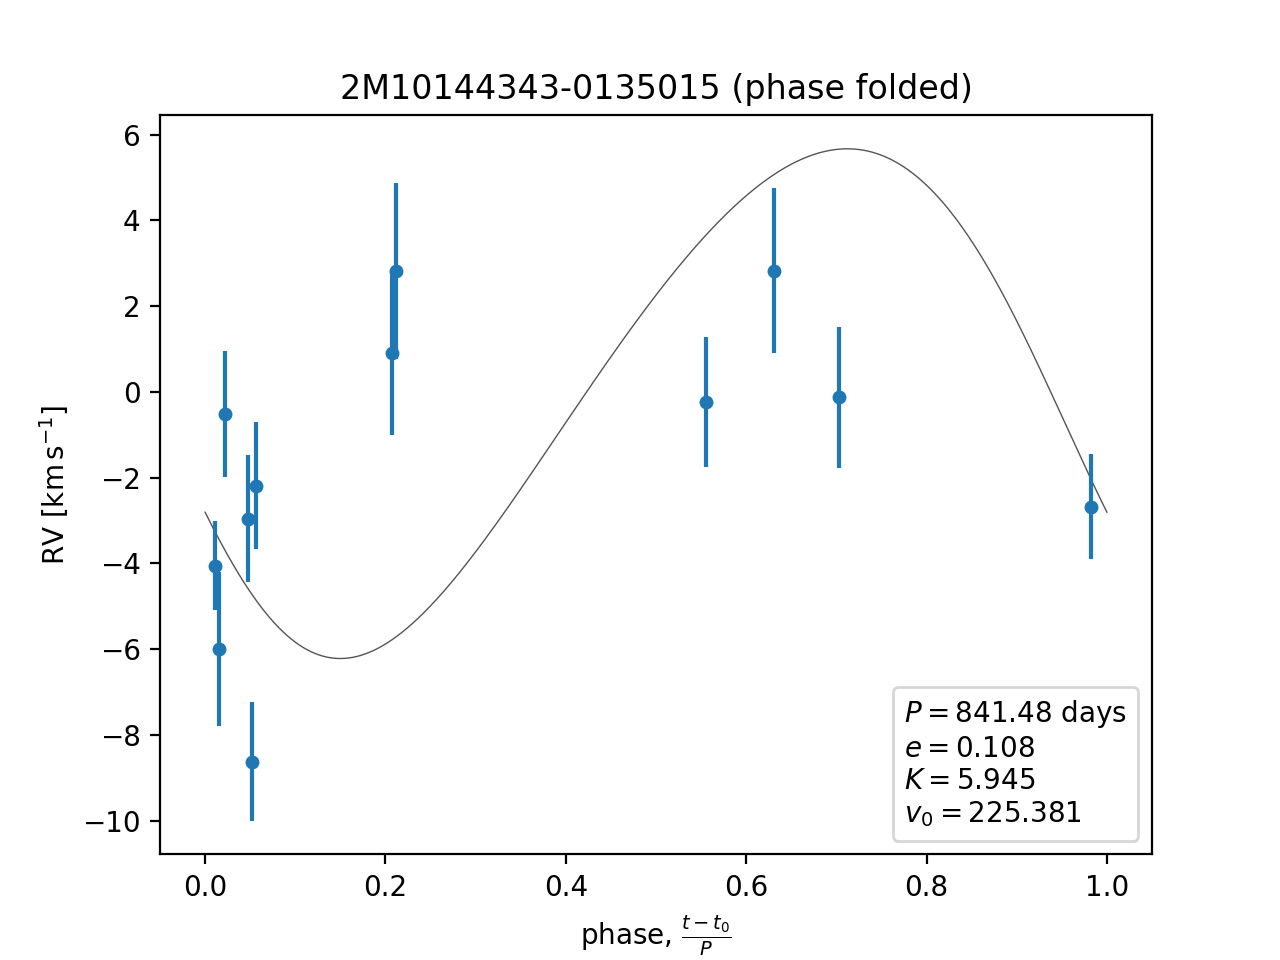 2M10144343-0135015 (phase folded)
6
4
2
0
−2
−4
−6
−8
−10
RV [km s⁻¹]
P = 841.48 days
e = 0.108
K = 5.945
v₀ = 225.381
0.0 0.2 0.4 0.6 0.8 1.0
phase, (t − t₀)/P